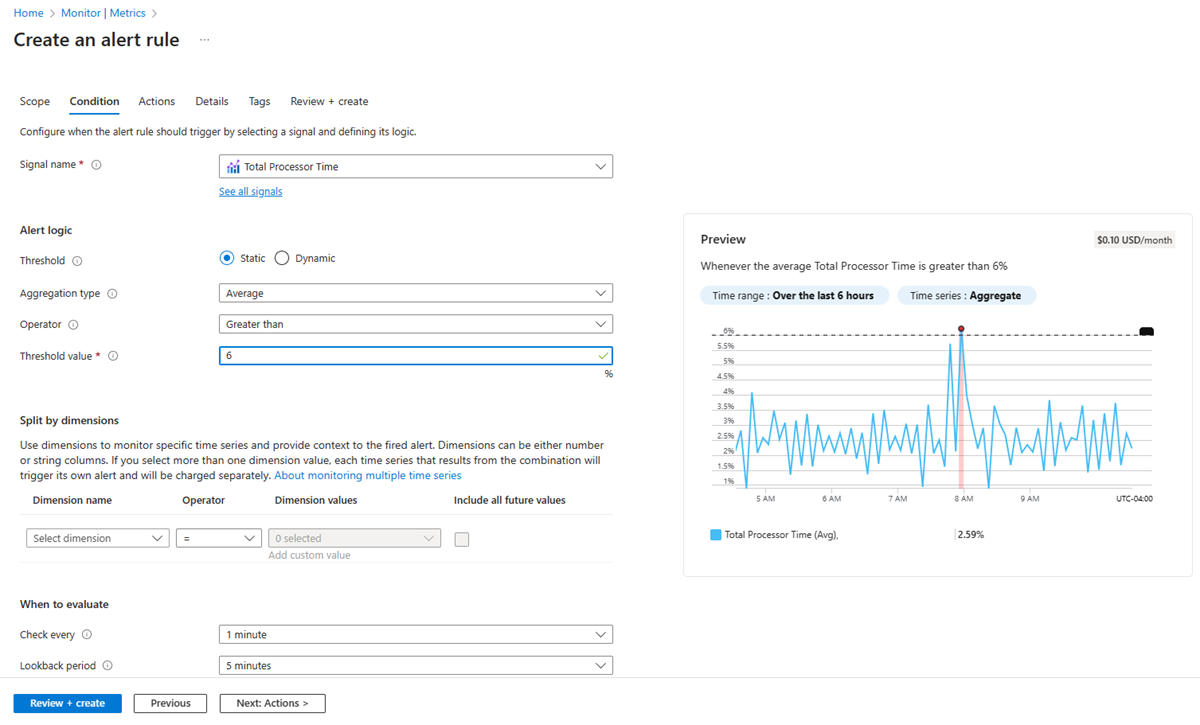 Home > Monitor | Metrics >
Create an alert rule ...
Scope Condition Actions Details Tags Review + create
Configure when the alert rule should trigger by selecting a signal and defining its logic.
Signal name *
Total Processor Time
See all signals
Alert logic
Threshold
Static Dynamic
Aggregation type
Average
Operator
Greater than
Threshold value *
6
%
Split by dimensions
Use dimensions to monitor specific time series and provide context to the fired alert. Dimensions can be either number
or string columns. If you select more than one dimension value, each time series that results from the combination will
trigger its own alert and will be charged separately. About monitoring multiple time series
Dimension name Operator Dimension values Include all future values
Select dimension = 0 selected
Add custom value
When to evaluate
Check every
1 minute
Lookback period
5 minutes
Review + create Previous Next: Actions >
Preview
$0.10 USD/month
Whenever the average Total Processor Time is greater than 6%
Time range : Over the last 6 hours Time series : Aggregate
6%
5.5%
5%
4.5%
4%
3.5%
3%
2.5%
2%
1.5%
1%
5 AM 6 AM 7 AM 8 AM 9 AM UTC-04:00
Total Processor Time (Avg), 2.59%